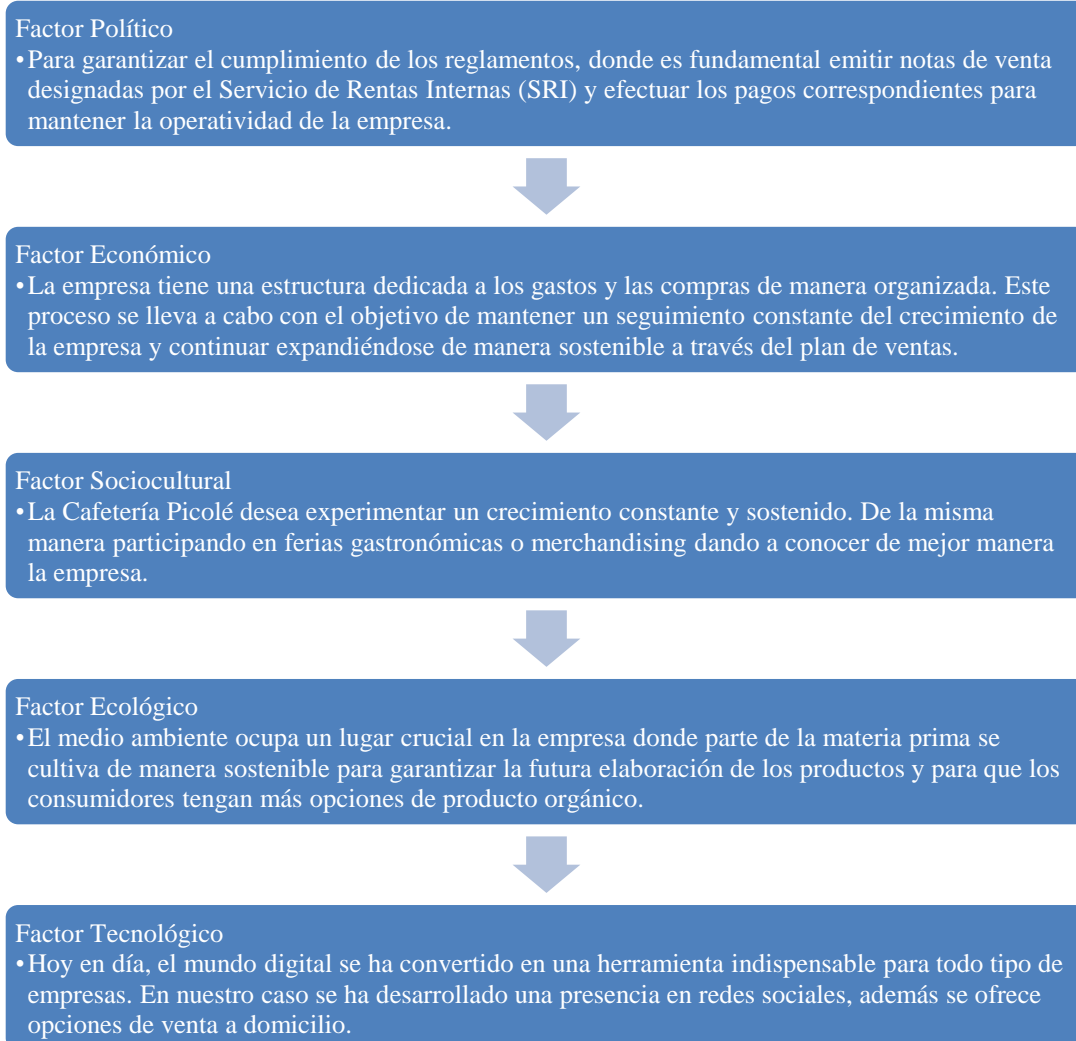 Factor Político
•Para garantizar el cumplimiento de los reglamentos, donde es fundamental emitir notas de venta
designadas por el Servicio de Rentas Internas (SRI) y efectuar los pagos correspondientes para
mantener la operatividad de la empresa.
Factor Económico
•La empresa tiene una estructura dedicada a los gastos y las compras de manera organizada. Este
proceso se lleva a cabo con el objetivo de mantener un seguimiento constante del crecimiento de
la empresa y continuar expandiéndose de manera sostenible a través del plan de ventas.
Factor Sociocultural
•La Cafetería Picolé desea experimentar un crecimiento constante y sostenido. De la misma
manera participando en ferias gastronómicas o merchandising dando a conocer de mejor manera
la empresa.
Factor Ecológico
•El medio ambiente ocupa un lugar crucial en la empresa donde parte de la materia prima se
cultiva de manera sostenible para garantizar la futura elaboración de los productos y para que los
consumidores tengan más opciones de producto orgánico.
Factor Tecnológico
•Hoy en día, el mundo digital se ha convertido en una herramienta indispensable para todo tipo de
empresas. En nuestro caso se ha desarrollado una presencia en redes sociales, además se ofrece
opciones de venta a domicilio.